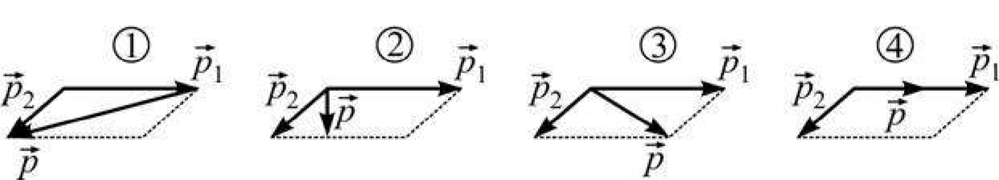 ① ② ③ ④
p⃗₁ p⃗₁ p⃗₁ p⃗₁
p⃗₂ p⃗₂ p⃗₂ p⃗₂
p⃗ p⃗ p⃗ p⃗